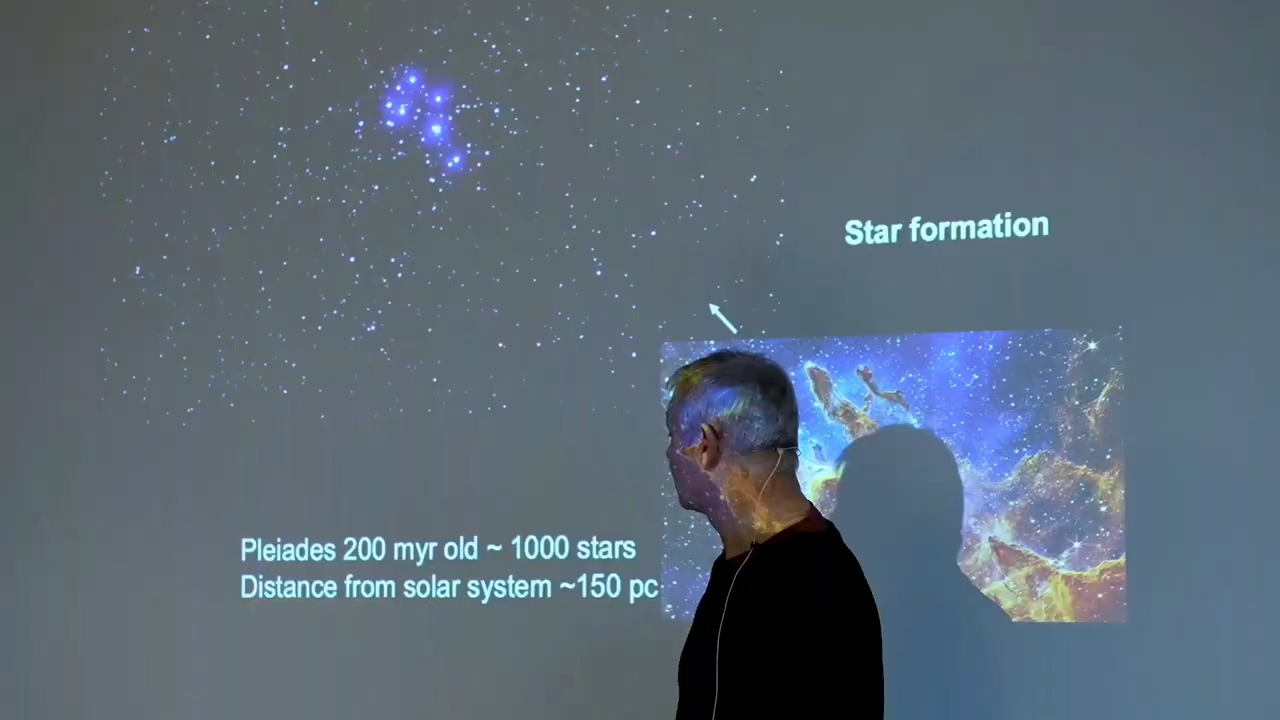 Star formation
Pleiades 200 myr old ~ 1000 stars
Distance from solar system ~150 pc